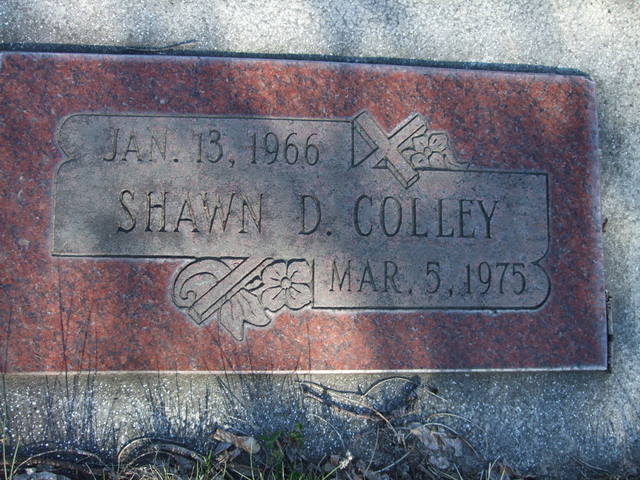 JAN. 13, 1966
SHAWN D. COLLEY
MAR. 5, 1975